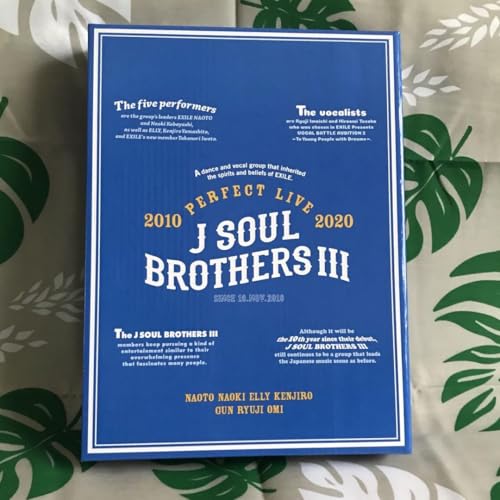 The five performers
are the group's leaders EXILE NAOTO
and Naoki Kobayashi,
As well as ELLY, Kenjiro Yamashita,
and EXILE's new member Takanori Iwata.
The vocalists
are Ryuji Imaichi and Hiroomi Tosaka
who was chosen in EXILE Presents
VOCAL BATTLE AUDITION 2
~To Young People with Dreams~.
A dance and vocal group that inherited
the spirits and beliefs of EXILE.
PERFECT LIVE
2010 2020
J SOUL
BROTHERS III
SINCE 10.NOV.2010
The J SOUL BROTHERS III
members keep pursuing a kind of
entertainment similar to their
overwhelming presence
that fascinates many people.
Although it will be
the 10th year since their debut,
J SOUL BROTHERS III
still continues to be a group that leads
the Japanese music scene as before.
NAOTO NAOKI ELLY KENJIRO
GUN RYUJI OMI